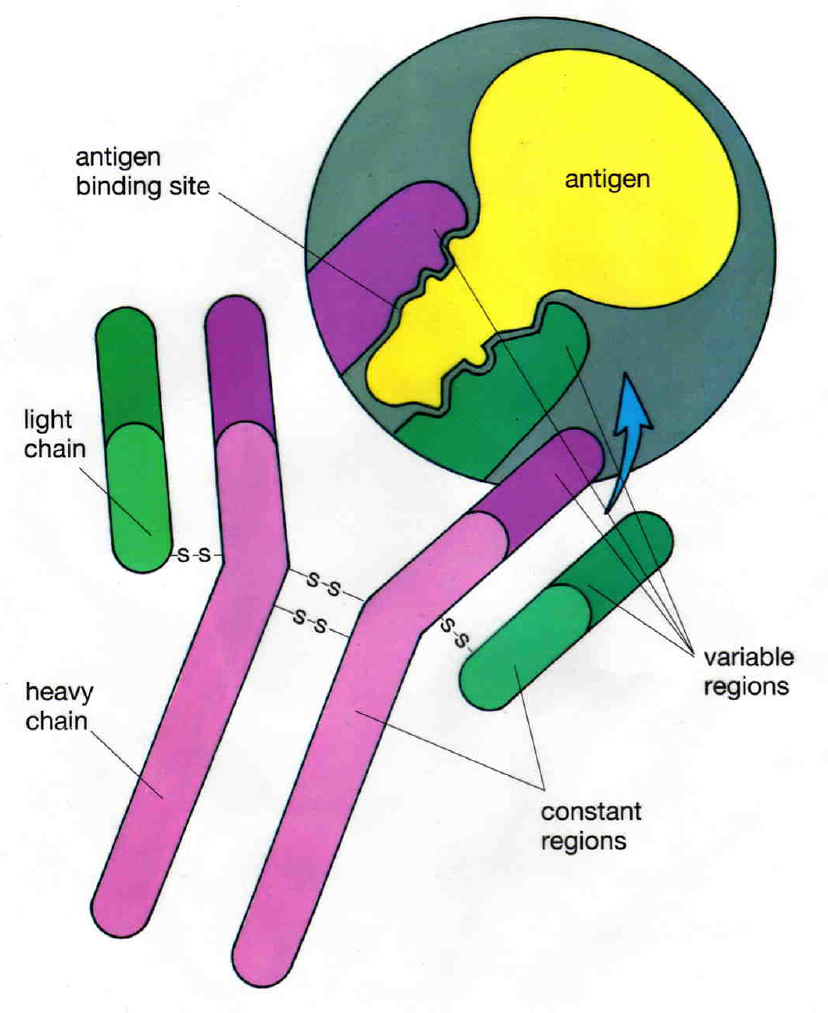 antigen
binding site
antigen
light
chain
-S-S-
-S-S-
-S-S-
-S-S-
heavy
chain
variable
regions
constant
regions